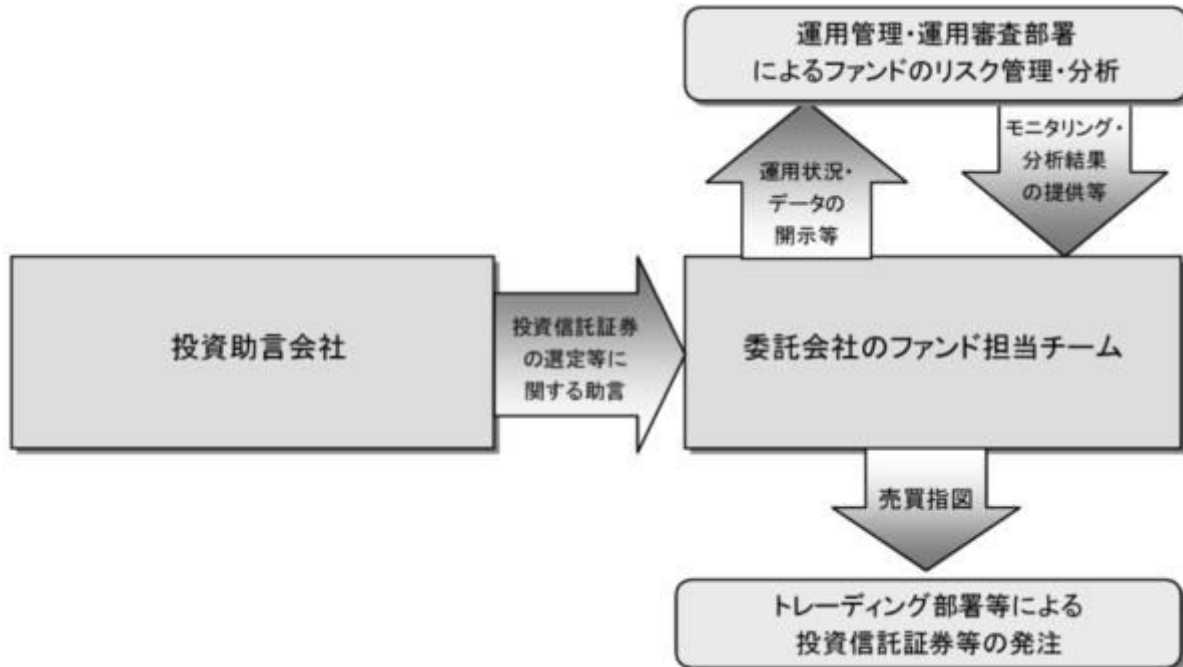 運用管理・運用審査部署
によるファンドのリスク管理・分析
運用状況・
データの
開示等
モニタリング・
分析結果
の提供等
投資助言会社
投資信託証券
の選定等に
関する助言
委託会社のファンド担当チーム
売買指図
トレーディング部署等による
投資信託証券等の発注